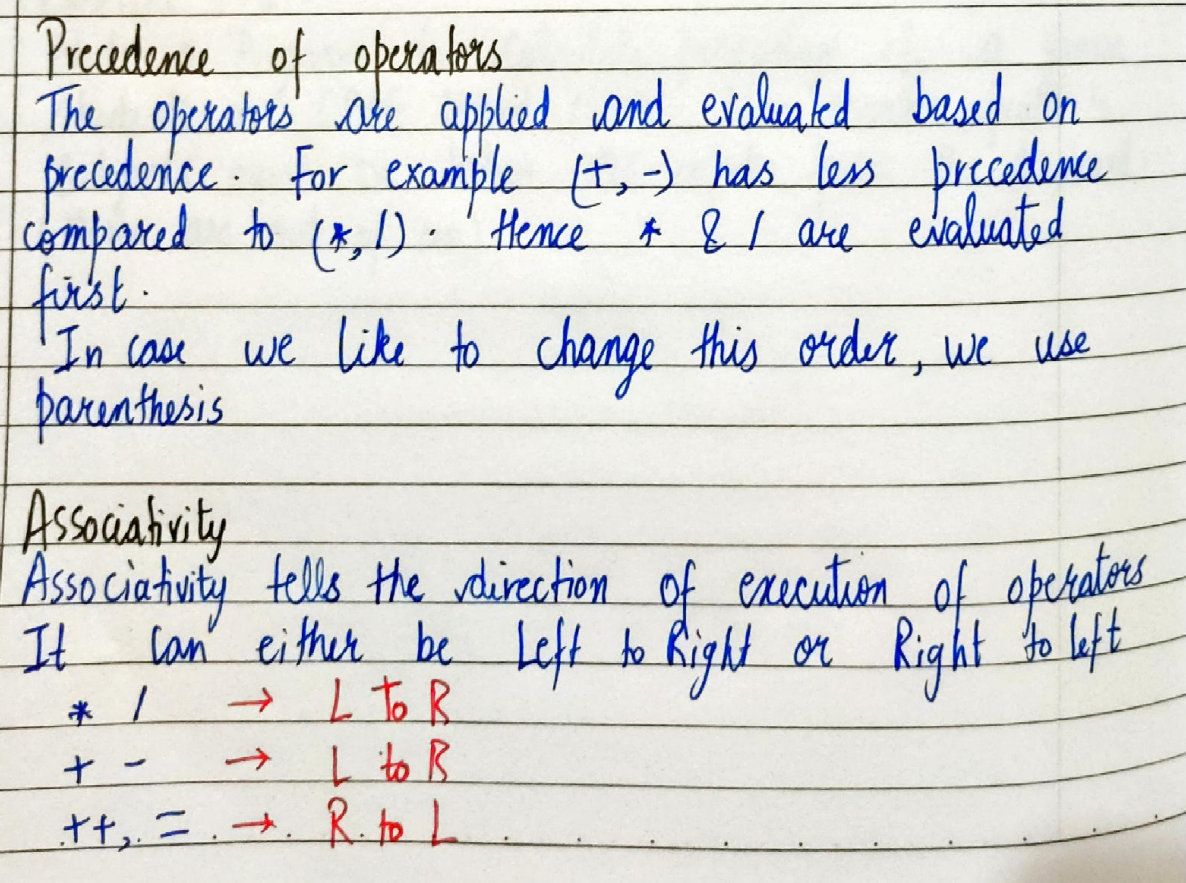 Precedence of operators
The operators are applied and evaluated based on
precedence. For example (+, -) has less precedence
compared to (*, /). Hence * & / are evaluated
first.
In case we like to change this order, we use
parenthesis
Associativity
Associativity tells the direction of execution of operators
It can either be Left to Right or Right to left
* / → L To R
+ - → L to R
++, = → R to L